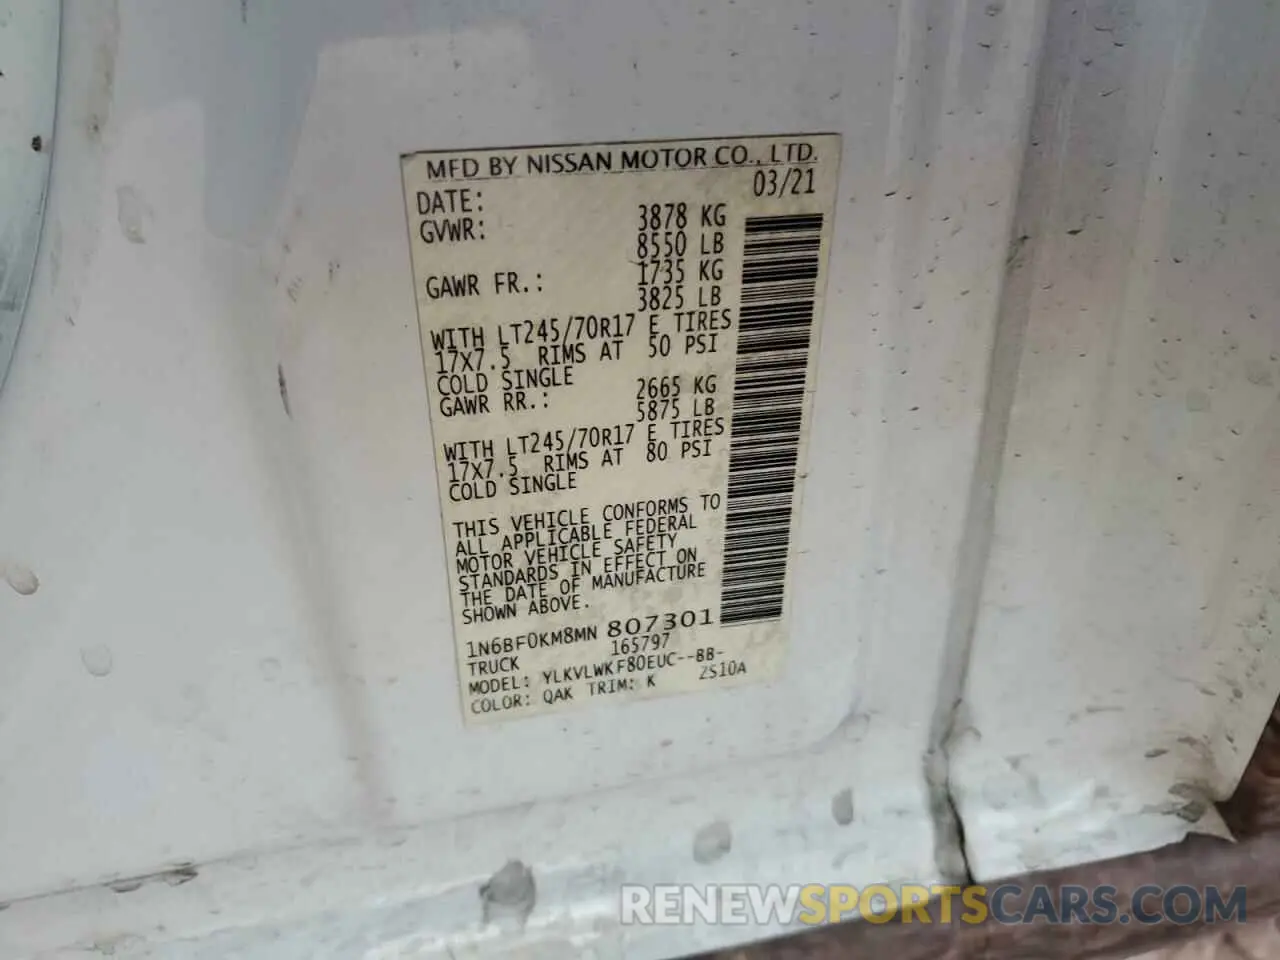 MFD BY NISSAN MOTOR CO., LTD.
DATE: 03/21
GVWR: 3878 KG
8550 LB
GAWR FR.: 1735 KG
3825 LB
WITH LT245/70R17 E TIRES
17X7.5 RIMS AT 50 PSI
COLD SINGLE
GAWR RR.: 2665 KG
5875 LB
WITH LT245/70R17 E TIRES
17X7.5 RIMS AT 80 PSI
COLD SINGLE
THIS VEHICLE CONFORMS TO
ALL APPLICABLE FEDERAL
MOTOR VEHICLE SAFETY
STANDARDS IN EFFECT ON
THE DATE OF MANUFACTURE
SHOWN ABOVE.
1N6BF0KM8MN 807301
TRUCK 165797
MODEL: YLKVLWKF80EUC--BB-
COLOR: QAK TRIM: K 2S10A
RENEWSPORTSCARS.COM